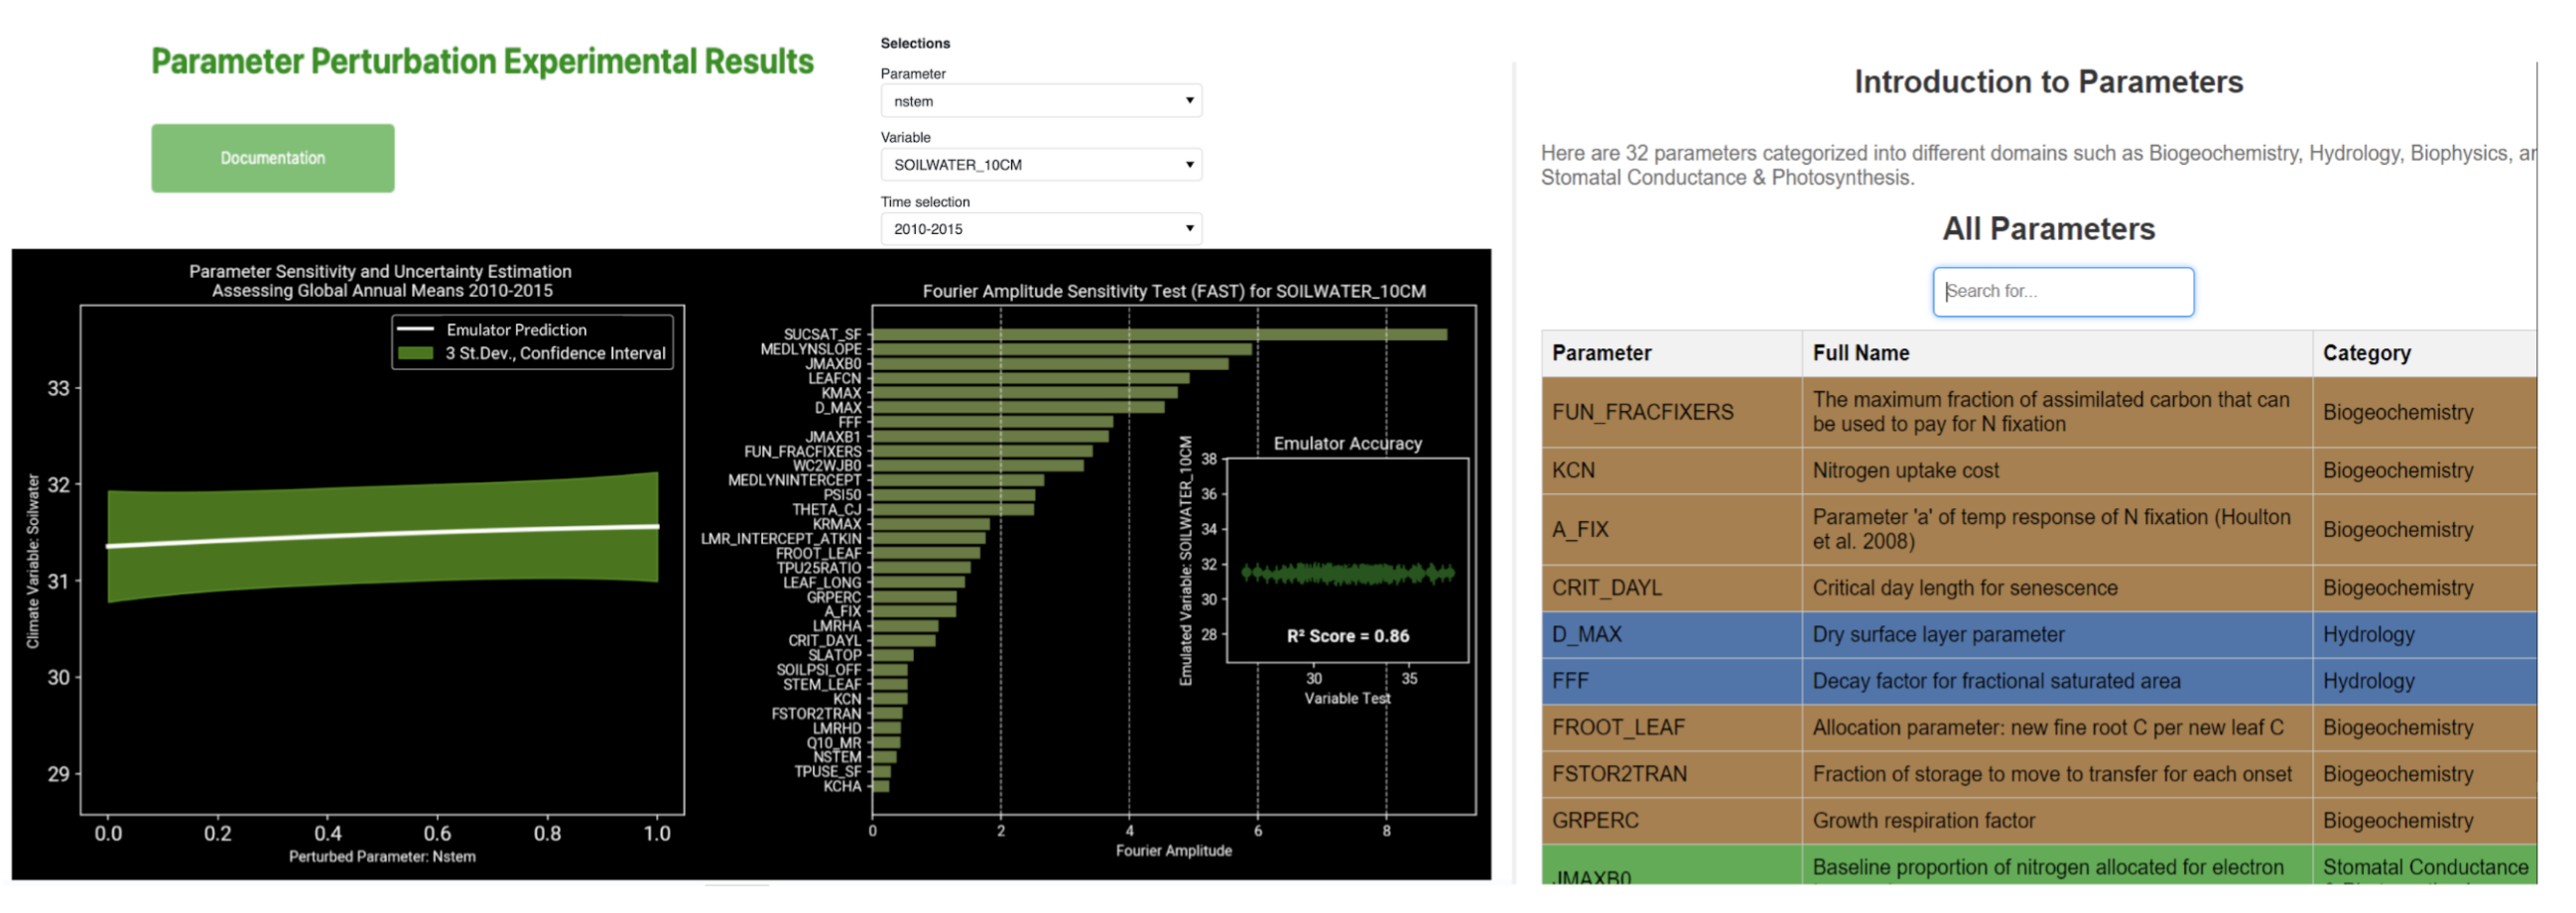 Parameter Perturbation Experimental Results
Documentation
Selections
Parameter
nstem
Variable
SOILWATER_10CM
Time selection
2010-2015
Parameter Sensitivity and Uncertainty Estimation
Assessing Global Annual Means 2010-2015
Emulator Prediction
3 St.Dev., Confidence Interval
Climate Variable: Soilwater
33
32
31
30
29
0.0 0.2 0.4 0.6 0.8 1.0
Perturbed Parameter: Nstem
Fourier Amplitude Sensitivity Test (FAST) for SOILWATER_10CM
SUCSAT_SF
MEDLYNSLOPE
JMAXB0
LEAFCN
KMAX
D_MAX
FFF
JMAXB1
FUN_FRACFIXERS
WC2WJB0
MEDLYNINTERCEPT
PSI50
THETA_CJ
KRMAX
LMR_INTERCEPT_ATKIN
FROOT_LEAF
TPU25RATIO
LEAF_LONG
GRPERC
A_FIX
LMRHA
CRIT_DAYL
SLATOP
SOILPSI_OFF
STEM_LEAF
KCN
FSTOR2TRAN
LMRHD
Q10_MR
NSTEM
TPUSE_SF
KCHA
0 2 4 6 8
Fourier Amplitude
Emulator Accuracy
Emulated Variable: SOILWATER_10CM
38
36
34
32
30
28
R² Score = 0.86
30 35
Variable Test
Introduction to Parameters
Here are 32 parameters categorized into different domains such as Biogeochemistry, Hydrology, Biophysics, ar
Stomatal Conductance & Photosynthesis.
All Parameters
Search for...
Parameter Full Name Category
FUN_FRACFIXERS The maximum fraction of assimilated carbon that can Biogeochemistry
be used to pay for N fixation
KCN Nitrogen uptake cost Biogeochemistry
A_FIX Parameter 'a' of temp response of N fixation (Houlton Biogeochemistry
et al. 2008)
CRIT_DAYL Critical day length for senescence Biogeochemistry
D_MAX Dry surface layer parameter Hydrology
FFF Decay factor for fractional saturated area Hydrology
FROOT_LEAF Allocation parameter: new fine root C per new leaf C Biogeochemistry
FSTOR2TRAN Fraction of storage to move to transfer for each onset Biogeochemistry
GRPERC Growth respiration factor Biogeochemistry
JMAXB0 Baseline proportion of nitrogen allocated for electron Stomatal Conductance